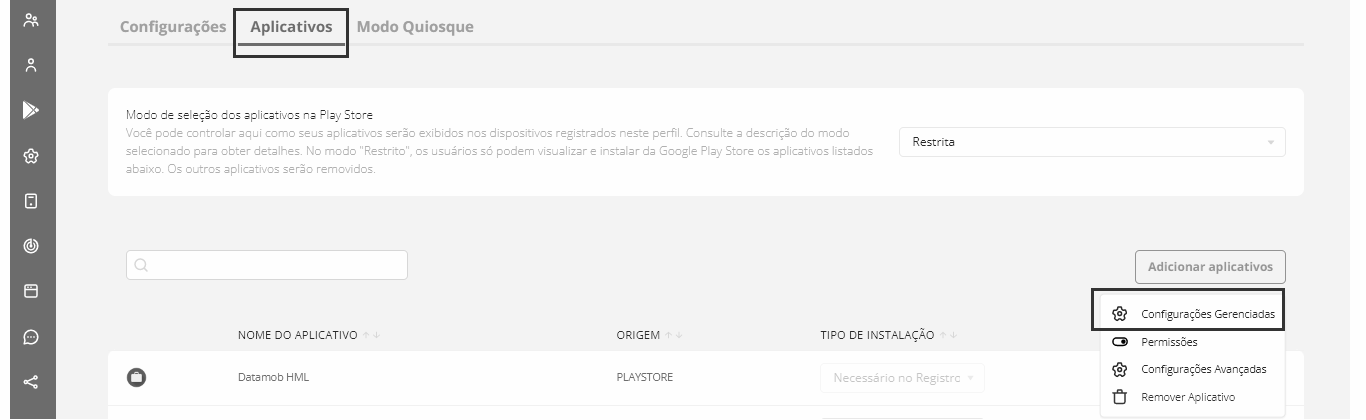 Configurações Aplicativos Modo Quiosque
Modo de seleção dos aplicativos na Play Store
Você pode controlar aqui como seus aplicativos serão exibidos nos dispositivos registrados neste perfil. Consulte a descrição do modo
selecionado para obter detalhes. No modo "Restrito", os usuários só podem visualizar e instalar da Google Play Store os aplicativos listados
abaixo. Os outros aplicativos serão removidos.
Restrita
Adicionar aplicativos
Configurações Gerenciadas
Permissões
Configurações Avançadas
Remover Aplicativo
NOME DO APLICATIVO ORIGEM TIPO DE INSTALAÇÃO
Datamob HML PLAYSTORE Necessário no Registro